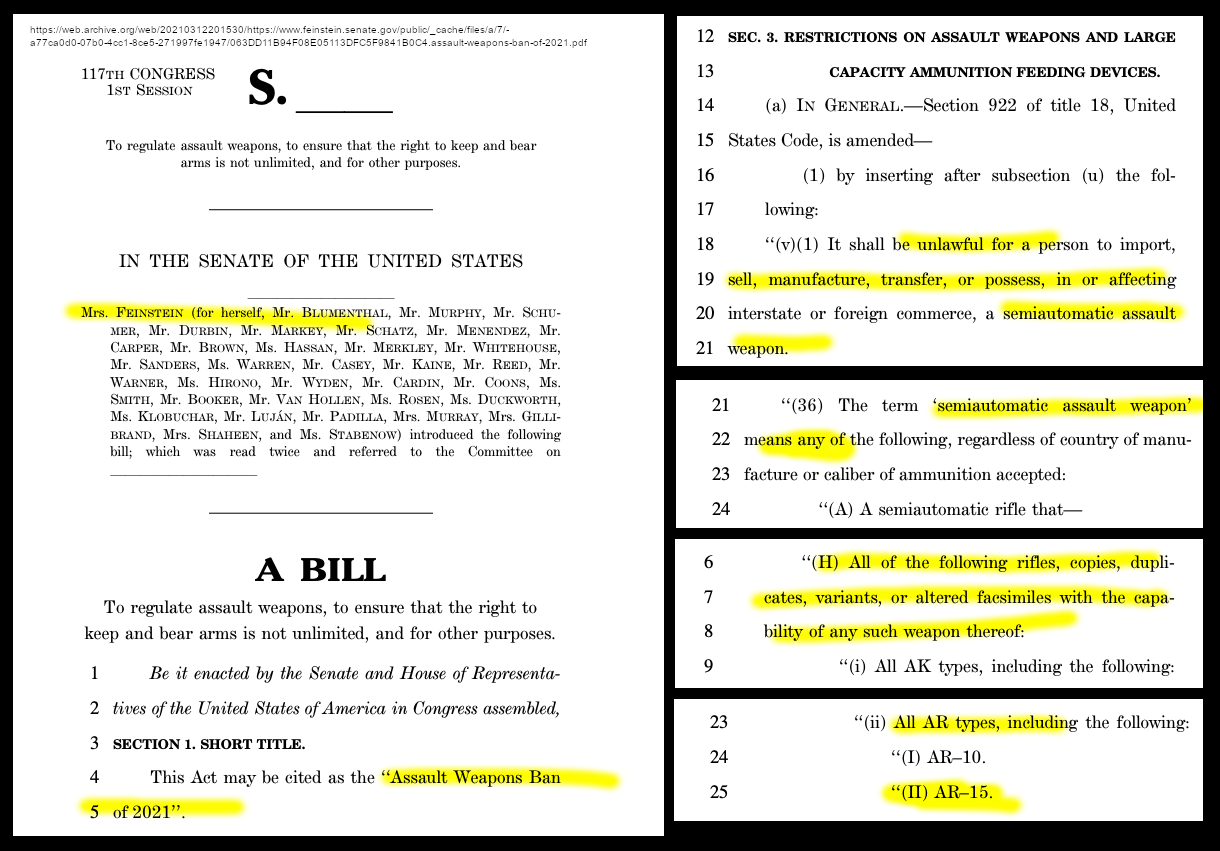 https://web.archive.org/web/20210312201530/https://www.feinstein.senate.gov/public/_cache/files/a/7/-
a77ca0d0-07b0-4cc1-8ce5-271997fe1947/063DD11B94F08E05113DFC5F9841B0C4.assault-weapons-ban-of-2021.pdf
117TH CONGRESS
1ST SESSION
S. ______
To regulate assault weapons, to ensure that the right to keep and bear
arms is not unlimited, and for other purposes.
IN THE SENATE OF THE UNITED STATES
Mrs. FEINSTEIN (for herself, Mr. BLUMENTHAL, Mr. MURPHY, Mr. SCHU-
MER, Mr. DURBIN, Mr. MARKEY, Mr. SCHATZ, Mr. MENENDEZ, Mr.
CARPER, Mr. BROWN, Ms. HASSAN, Mr. MERKLEY, Mr. WHITEHOUSE,
Mr. SANDERS, Ms. WARREN, Mr. CASEY, Mr. KAINE, Mr. REED, Mr.
WARNER, Ms. HIRONO, Mr. WYDEN, Mr. CARDIN, Mr. COONS, Ms.
SMITH, Mr. BOOKER, Mr. VAN HOLLEN, Ms. ROSEN, Ms. DUCKWORTH,
Ms. KLOBUCHAR, Mr. LUJÁN, Mr. PADILLA, Mrs. MURRAY, Mrs. GILLI-
BRAND, Mrs. SHAHEEN, and Ms. STABENOW) introduced the following
bill; which was read twice and referred to the Committee on
A BILL
To regulate assault weapons, to ensure that the right to
keep and bear arms is not unlimited, and for other purposes.
1 Be it enacted by the Senate and House of Representa-
2 tives of the United States of America in Congress assembled,
3 SECTION 1. SHORT TITLE.
4 This Act may be cited as the ‘‘Assault Weapons Ban
5 of 2021’’.
12 SEC. 3. RESTRICTIONS ON ASSAULT WEAPONS AND LARGE
13 CAPACITY AMMUNITION FEEDING DEVICES.
14 (a) IN GENERAL.—Section 922 of title 18, United
15 States Code, is amended—
16 (1) by inserting after subsection (u) the fol-
17 lowing:
18 ‘‘(v)(1) It shall be unlawful for a person to import,
19 sell, manufacture, transfer, or possess, in or affecting
20 interstate or foreign commerce, a semiautomatic assault
21 weapon.
21 ‘‘(36) The term ‘semiautomatic assault weapon’
22 means any of the following, regardless of country of manu-
23 facture or caliber of ammunition accepted:
24 ‘‘(A) A semiautomatic rifle that—
6 ‘‘(H) All of the following rifles, copies, dupli-
7 cates, variants, or altered facsimiles with the capa-
8 bility of any such weapon thereof:
9 ‘‘(i) All AK types, including the following:
23 ‘‘(ii) All AR types, including the following:
24 ‘‘(I) AR–10.
25 ‘‘(II) AR–15.